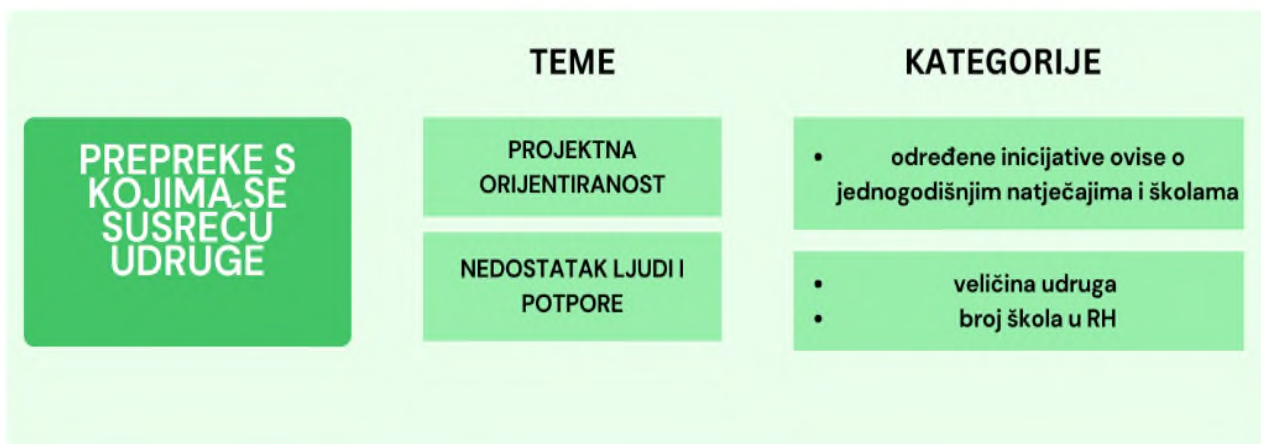 TEME
KATEGORIJE
PREPREKE S
KOJIMA SE
SUSREĆU
UDRUGE
PROJEKTNA
ORIJENTIRANOST
• određene inicijative ovise o
jednogodišnjim natječajima i školama
NEDOSTATAK LJUDI I
POTPORE
• veličina udruga
• broj škola u RH